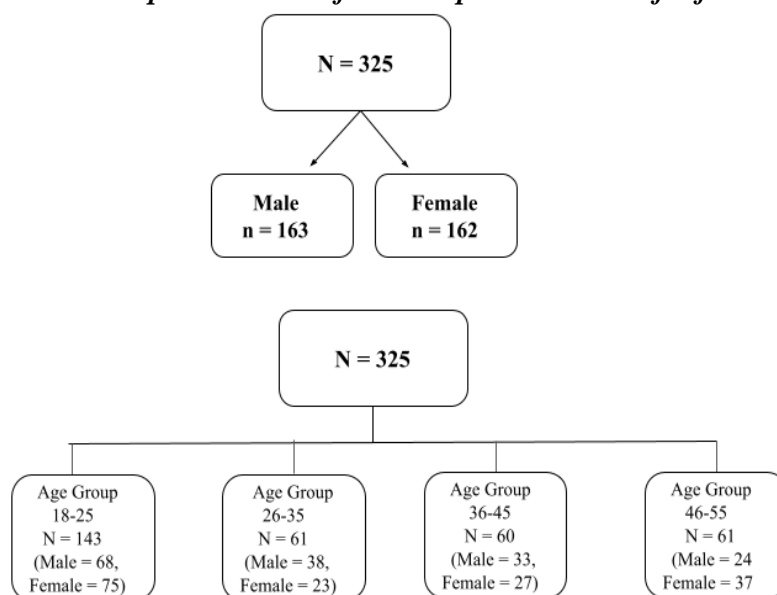 N = 325
Male
n = 163
Female
n = 162
N = 325
Age Group
18-25
N = 143
(Male = 68,
Female = 75)
Age Group
26-35
N = 61
(Male = 38,
Female = 23)
Age Group
36-45
N = 60
(Male = 33,
Female = 27)
Age Group
46-55
N = 61
(Male = 24
Female = 37